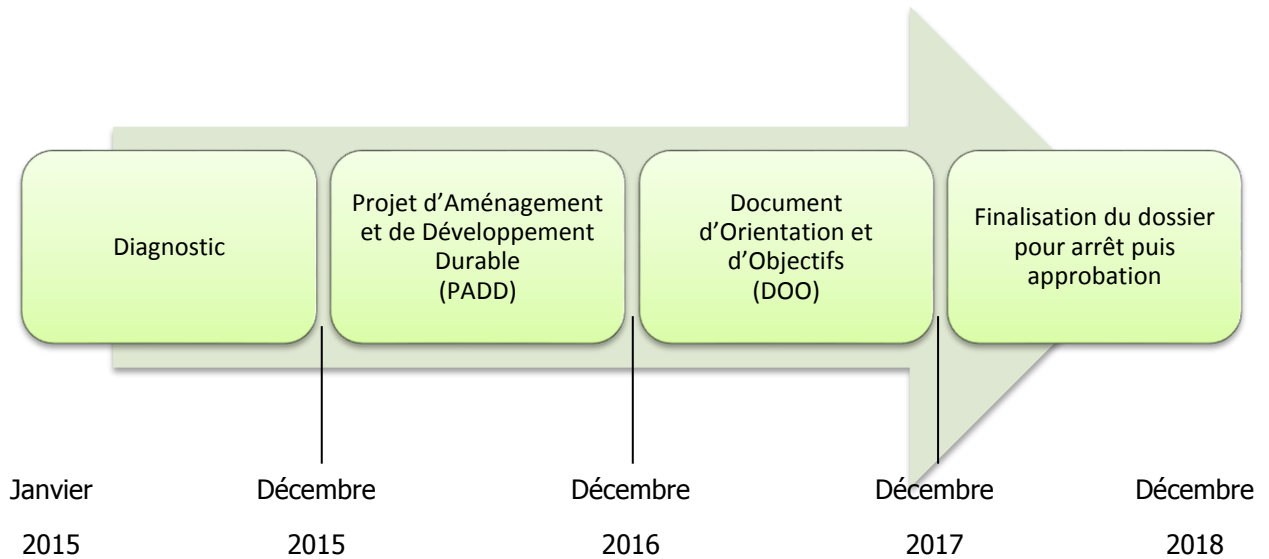 Diagnostic
Projet d’Aménagement
et de Développement
Durable
(PADD)
Document
d’Orientation et
d’Objectifs
(DOO)
Finalisation du dossier
pour arrêt puis
approbation
Janvier
2015
Décembre
2015
Décembre
2016
Décembre
2017
Décembre
2018